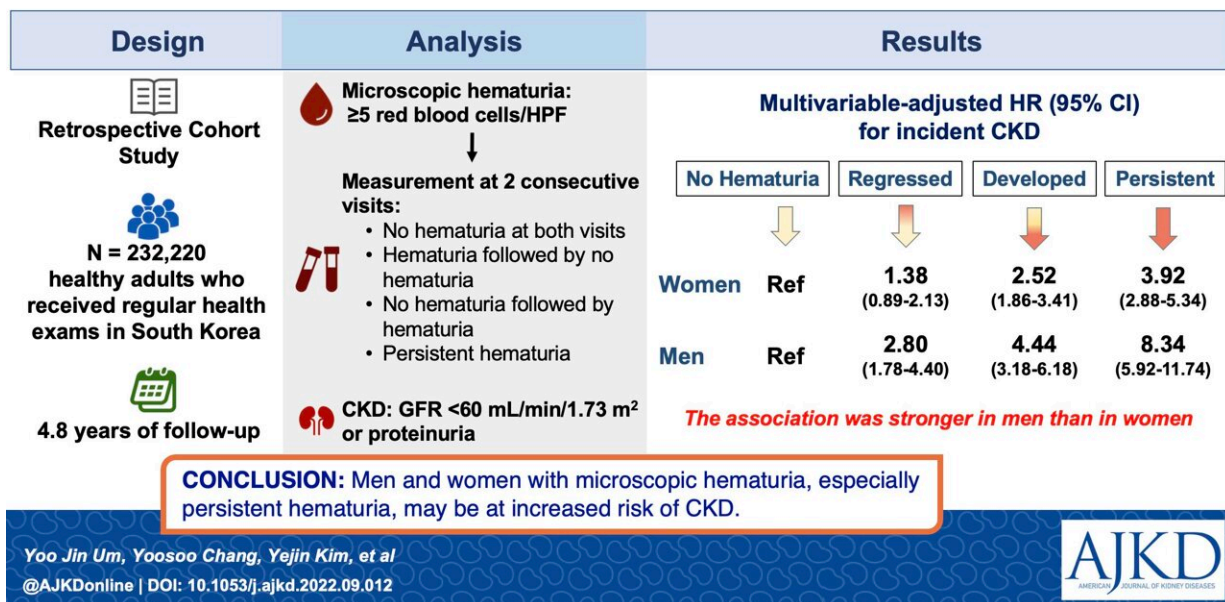 Design
Retrospective Cohort
Study
N = 232,220
healthy adults who
received regular health
exams in South Korea
4.8 years of follow-up
Analysis
Microscopic hematuria:
≥5 red blood cells/HPF
Measurement at 2 consecutive
visits:
• No hematuria at both visits
• Hematuria followed by no
hematuria
• No hematuria followed by
hematuria
• Persistent hematuria
CKD: GFR <60 mL/min/1.73 m²
or proteinuria
Results
Multivariable-adjusted HR (95% CI)
for incident CKD
No Hematuria Regressed Developed Persistent
Women Ref 1.38 2.52 3.92
(0.89-2.13) (1.86-3.41) (2.88-5.34)
Men Ref 2.80 4.44 8.34
(1.78-4.40) (3.18-6.18) (5.92-11.74)
The association was stronger in men than in women
CONCLUSION: Men and women with microscopic hematuria, especially
persistent hematuria, may be at increased risk of CKD.
Yoo Jin Um, Yoosoo Chang, Yejin Kim, et al
@AJKDonline | DOI: 10.1053/j.ajkd.2022.09.012
AJKD
AMERICAN JOURNAL OF KIDNEY DISEASES